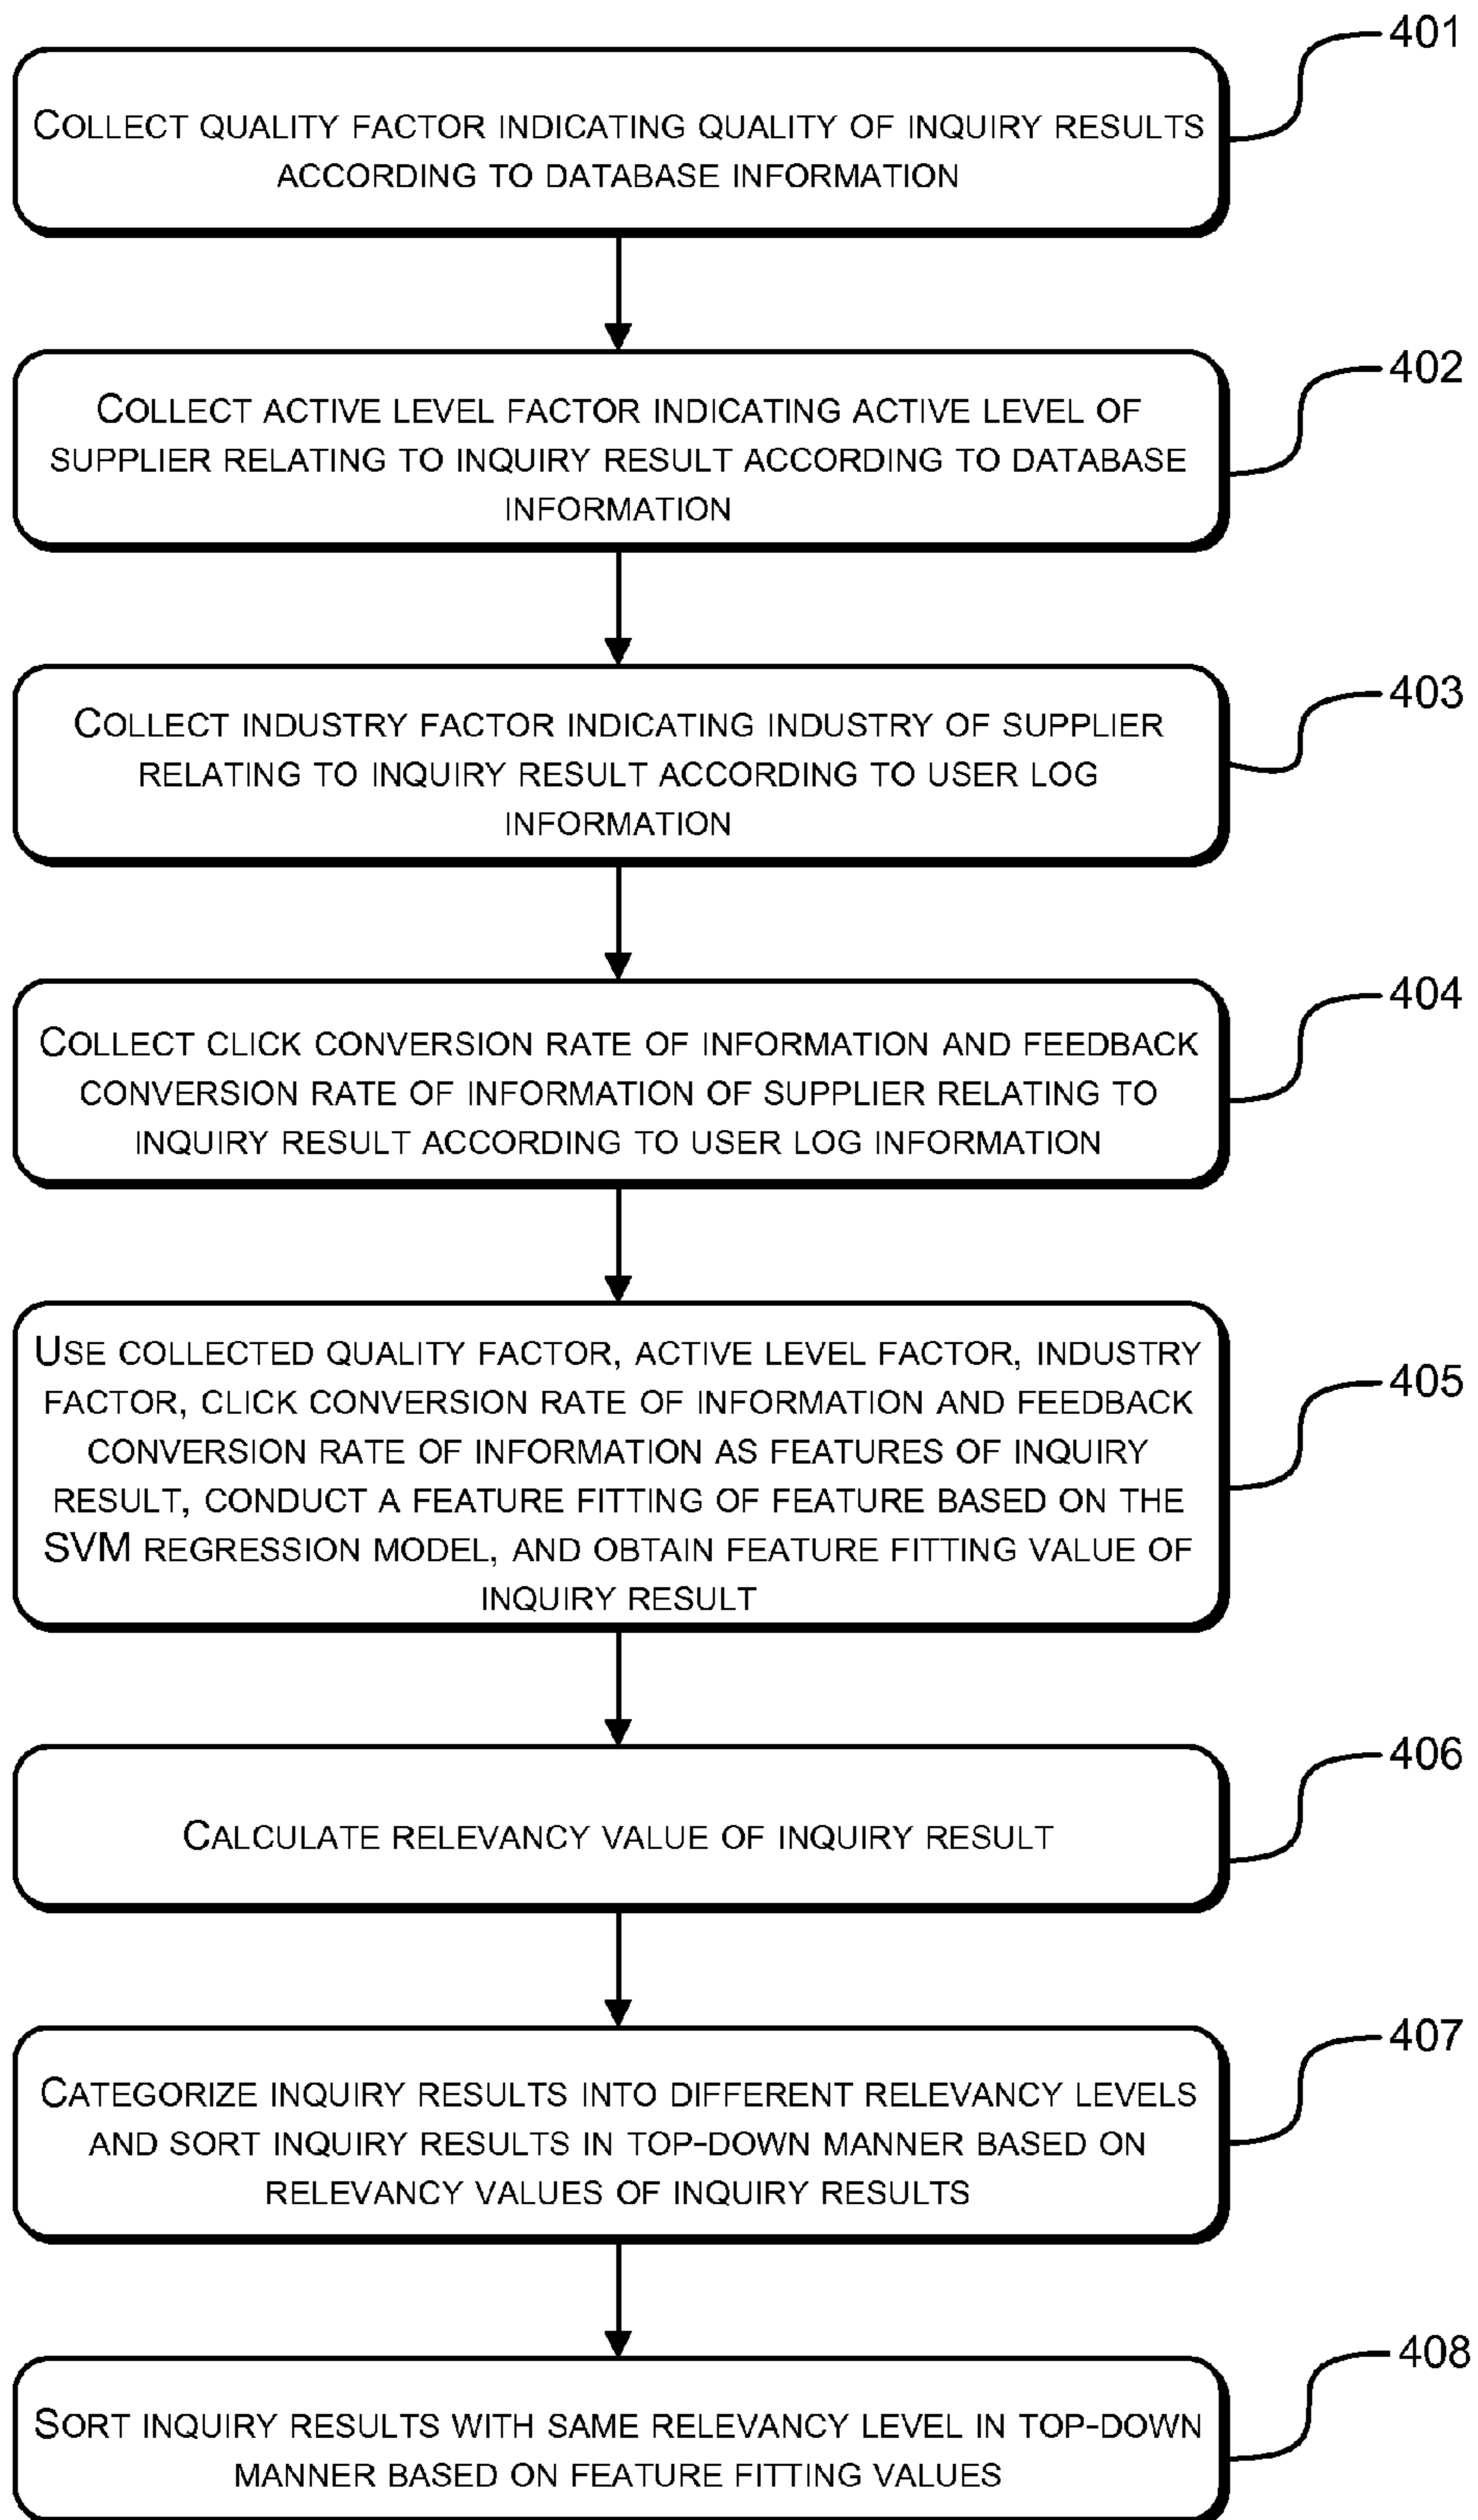 401
COLLECT QUALITY FACTOR INDICATING QUALITY OF INQUIRY RESULTS
ACCORDING TO DATABASE INFORMATION
402
COLLECT ACTIVE LEVEL FACTOR INDICATING ACTIVE LEVEL OF
SUPPLIER RELATING TO INQUIRY RESULT ACCORDING TO DATABASE
INFORMATION
403
COLLECT INDUSTRY FACTOR INDICATING INDUSTRY OF SUPPLIER
RELATING TO INQUIRY RESULT ACCORDING TO USER LOG
INFORMATION
404
COLLECT CLICK CONVERSION RATE OF INFORMATION AND FEEDBACK
CONVERSION RATE OF INFORMATION OF SUPPLIER RELATING TO
INQUIRY RESULT ACCORDING TO USER LOG INFORMATION
405
USE COLLECTED QUALITY FACTOR, ACTIVE LEVEL FACTOR, INDUSTRY
FACTOR, CLICK CONVERSION RATE OF INFORMATION AND FEEDBACK
CONVERSION RATE OF INFORMATION AS FEATURES OF INQUIRY
RESULT, CONDUCT A FEATURE FITTING OF FEATURE BASED ON THE
SVM REGRESSION MODEL, AND OBTAIN FEATURE FITTING VALUE OF
INQUIRY RESULT
406
CALCULATE RELEVANCY VALUE OF INQUIRY RESULT
407
CATEGORIZE INQUIRY RESULTS INTO DIFFERENT RELEVANCY LEVELS
AND SORT INQUIRY RESULTS IN TOP-DOWN MANNER BASED ON
RELEVANCY VALUES OF INQUIRY RESULTS
408
SORT INQUIRY RESULTS WITH SAME RELEVANCY LEVEL IN TOP-DOWN
MANNER BASED ON FEATURE FITTING VALUES